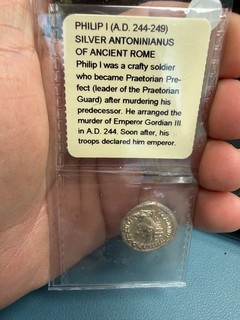 PHILIP I (A.D. 244-249)
SILVER ANTONINIANUS
OF ANCIENT ROME
Philip I was a crafty soldier
who became Praetorian Pre-
fect (leader of the Praetorian
Guard) after murdering his
predecessor. He arranged the
murder of Emperor Gordian III
in A.D. 244. Soon after, his
troops declared him emperor.